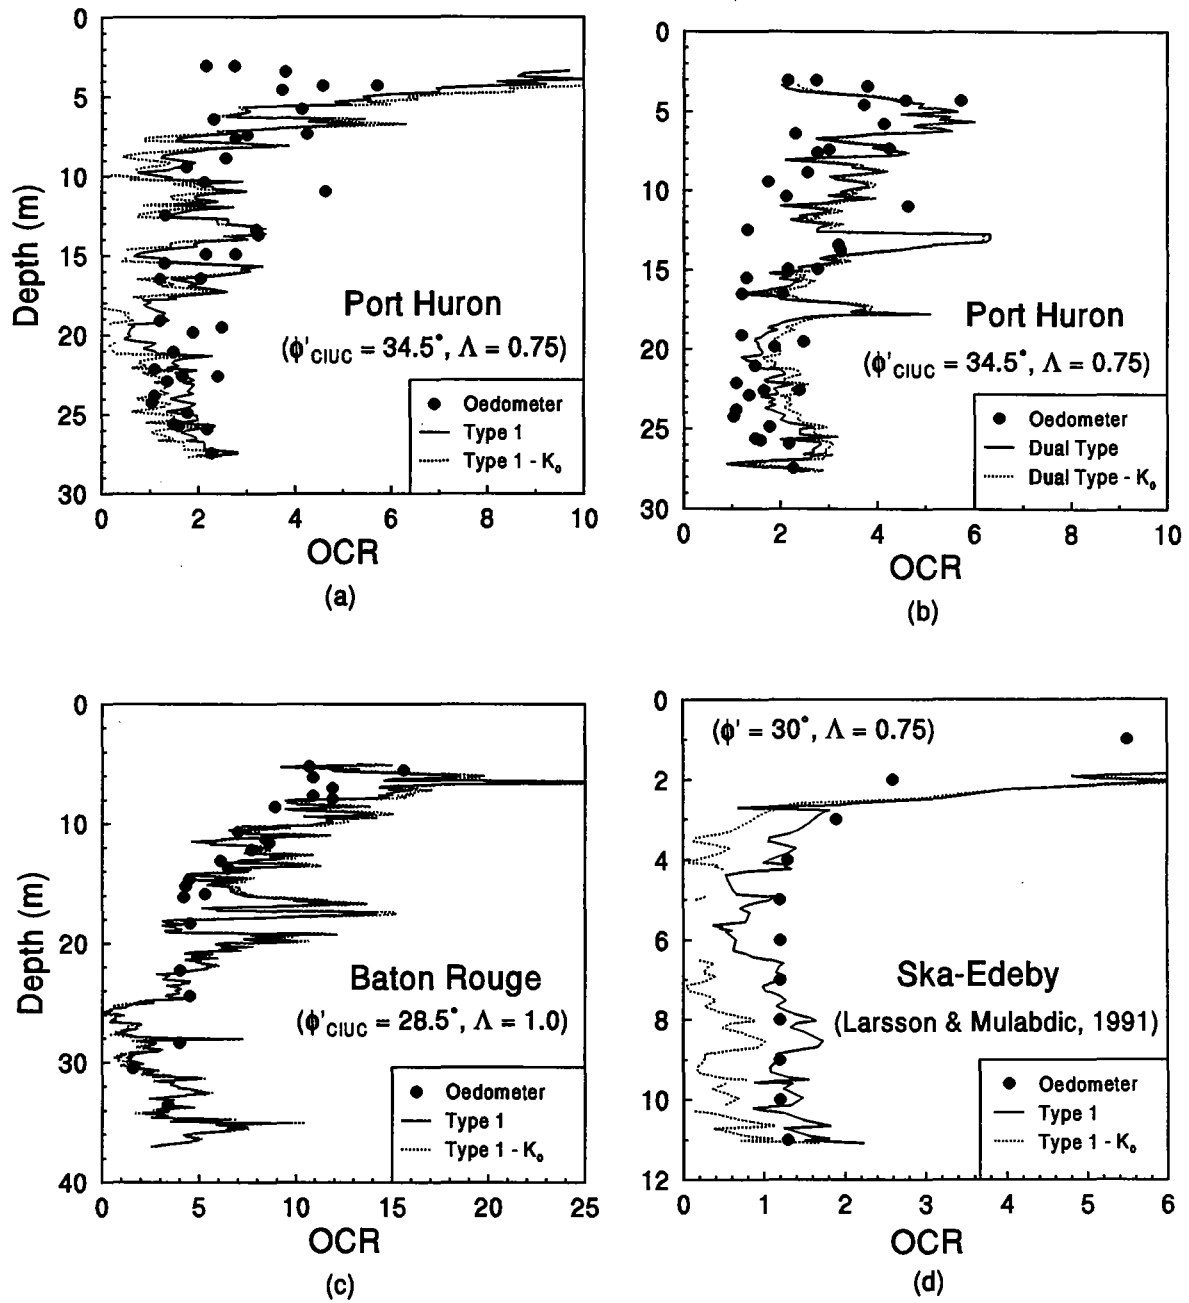 0
5
10
15
20
25
30
Depth (m)
Port Huron
(ϕ'CIUC = 34.5°, Λ = 0.75)
Oedometer
Type 1
Type 1 - K₀
0 2 4 6 8 10
OCR
(a)
0
5
10
15
20
25
30
Port Huron
(ϕ'CIUC = 34.5°, Λ = 0.75)
Oedometer
Dual Type
Dual Type - K₀
0 2 4 6 8 10
OCR
(b)
0
10
20
30
40
Depth (m)
Baton Rouge
(ϕ'CIUC = 28.5°, Λ = 1.0)
Oedometer
Type 1
Type 1 - K₀
0 5 10 15 20 25
OCR
(c)
0
2
4
6
8
10
12
(ϕ' = 30°, Λ = 0.75)
Ska-Edeby
(Larsson & Mulabdic, 1991)
Oedometer
Type 1
Type 1 - K₀
0 1 2 3 4 5 6
OCR
(d)